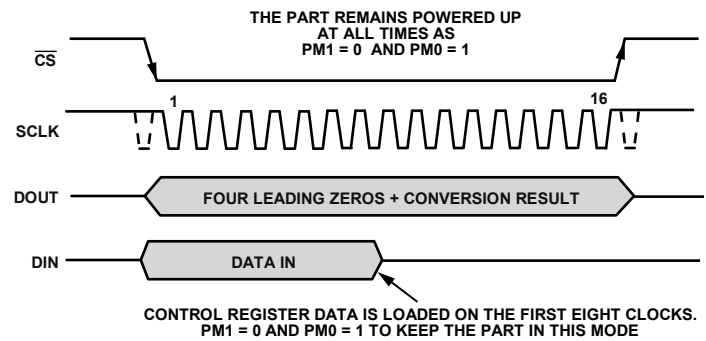 THE PART REMAINS POWERED UP
AT ALL TIMES AS
PM1 = 0 AND PM0 = 1
CS
1
16
SCLK
DOUT
FOUR LEADING ZEROS + CONVERSION RESULT
DIN
DATA IN
CONTROL REGISTER DATA IS LOADED ON THE FIRST EIGHT CLOCKS.
PM1 = 0 AND PM0 = 1 TO KEEP THE PART IN THIS MODE